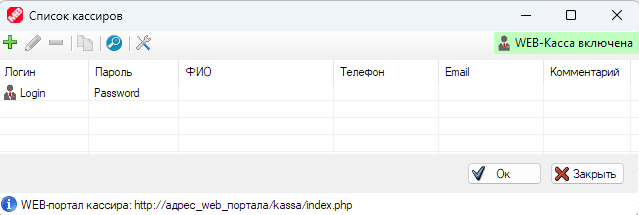 Список кассиров
WEB-Касса включена
Логин Пароль ФИО Телефон Email Комментарий
Login Password
Ок Закрыть
WEB-портал кассира: http://адрес_web_портала/kassa/index.php